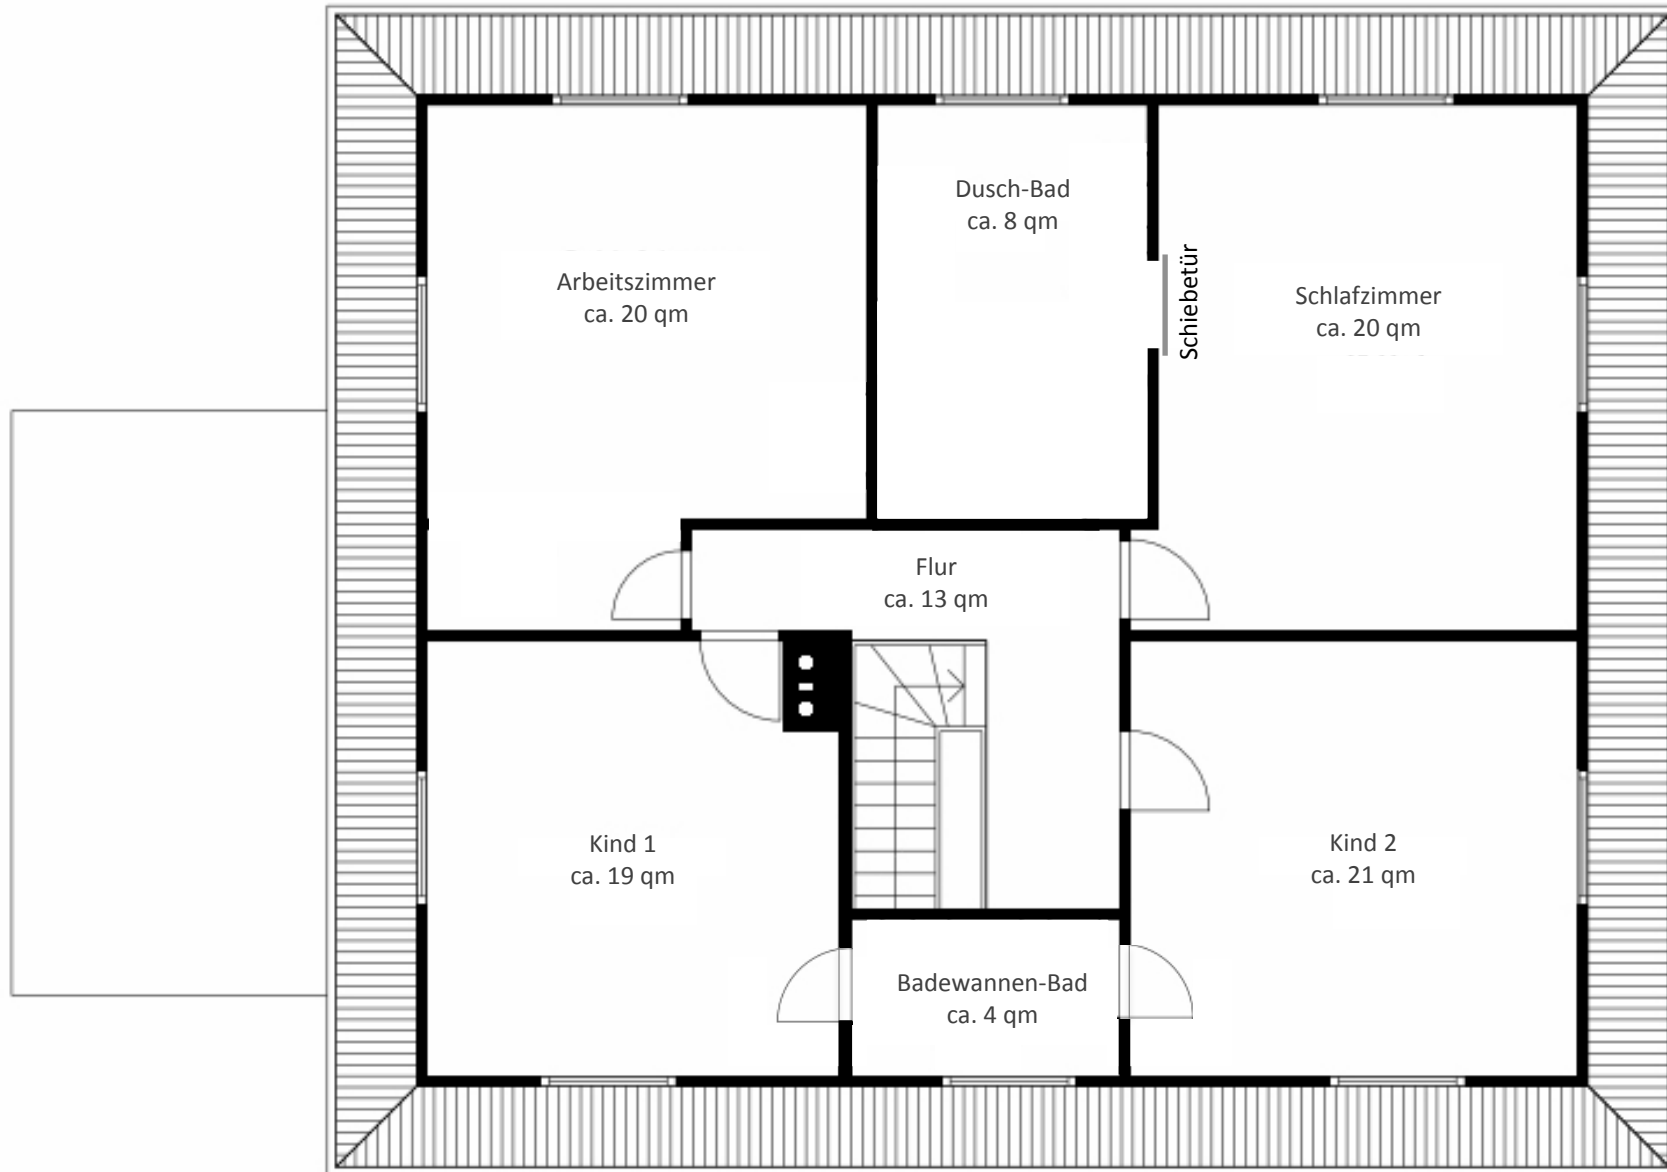 Dusch-Bad
ca. 8 qm
Arbeitszimmer
ca. 20 qm
Schiebetür
Schlafzimmer
ca. 20 qm
Flur
ca. 13 qm
Kind 1
ca. 19 qm
Kind 2
ca. 21 qm
Badewannen-Bad
ca. 4 qm